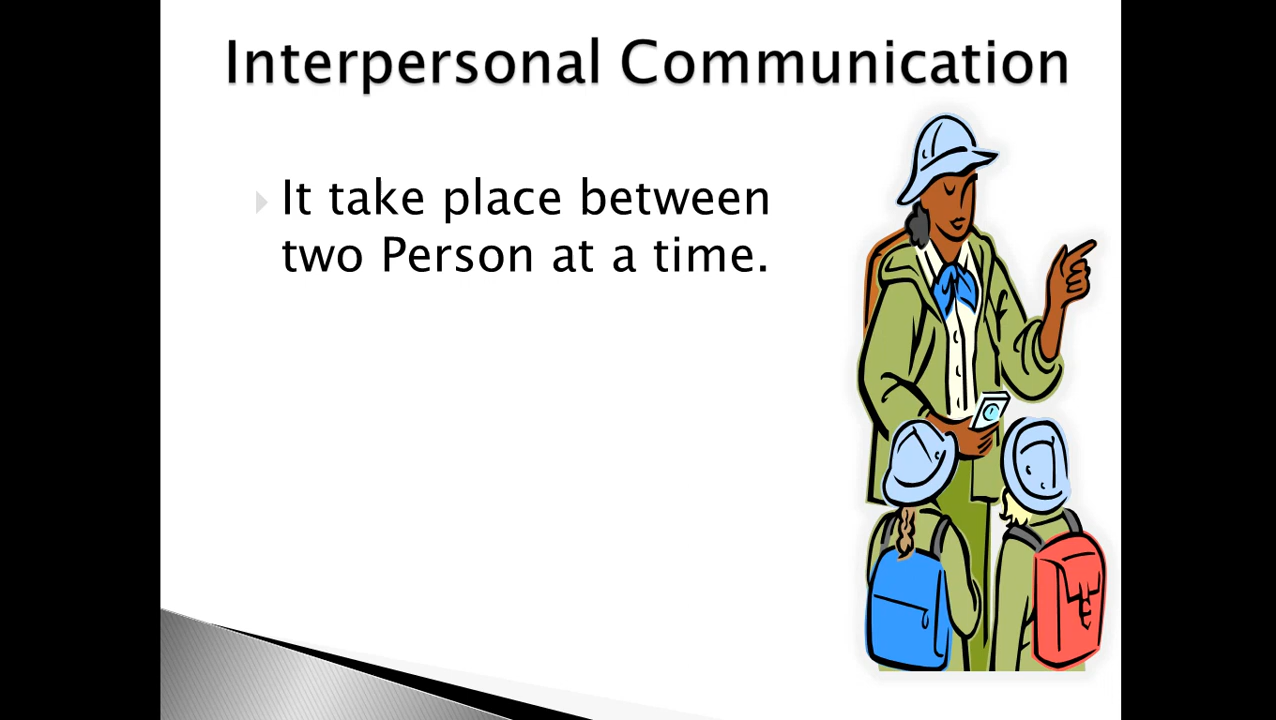 Interpersonal Communication
It take place between
two Person at a time.